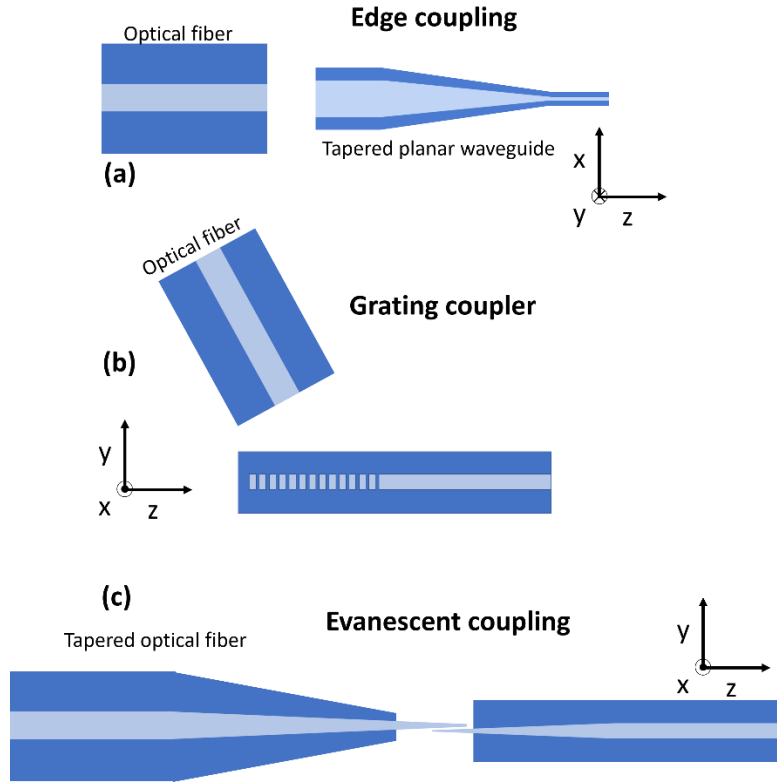 Edge coupling
Optical fiber
Tapered planar waveguide
(a)
x
y
z
Optical fiber
Grating coupler
(b)
y
x
z
(c)
Evanescent coupling
Tapered optical fiber
y
x
z